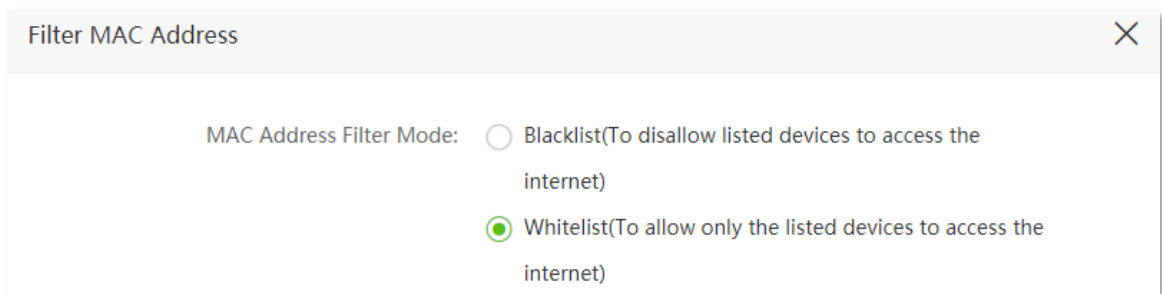 Filter MAC Address
MAC Address Filter Mode: Blacklist(To disallow listed devices to access the
internet)
Whitelist(To allow only the listed devices to access the
internet)